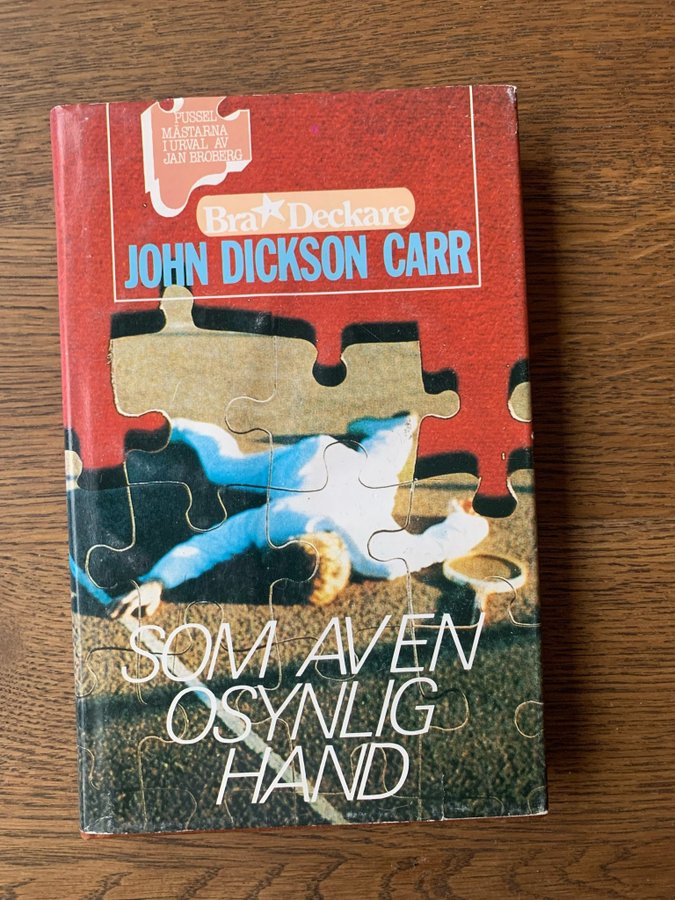 PUSSEL
MÄSTARNA
I URVAL AV
JAN BROBERG
Bra Deckare
JOHN DICKSON CARR
SOM AV EN
OSYNLIG
HAND